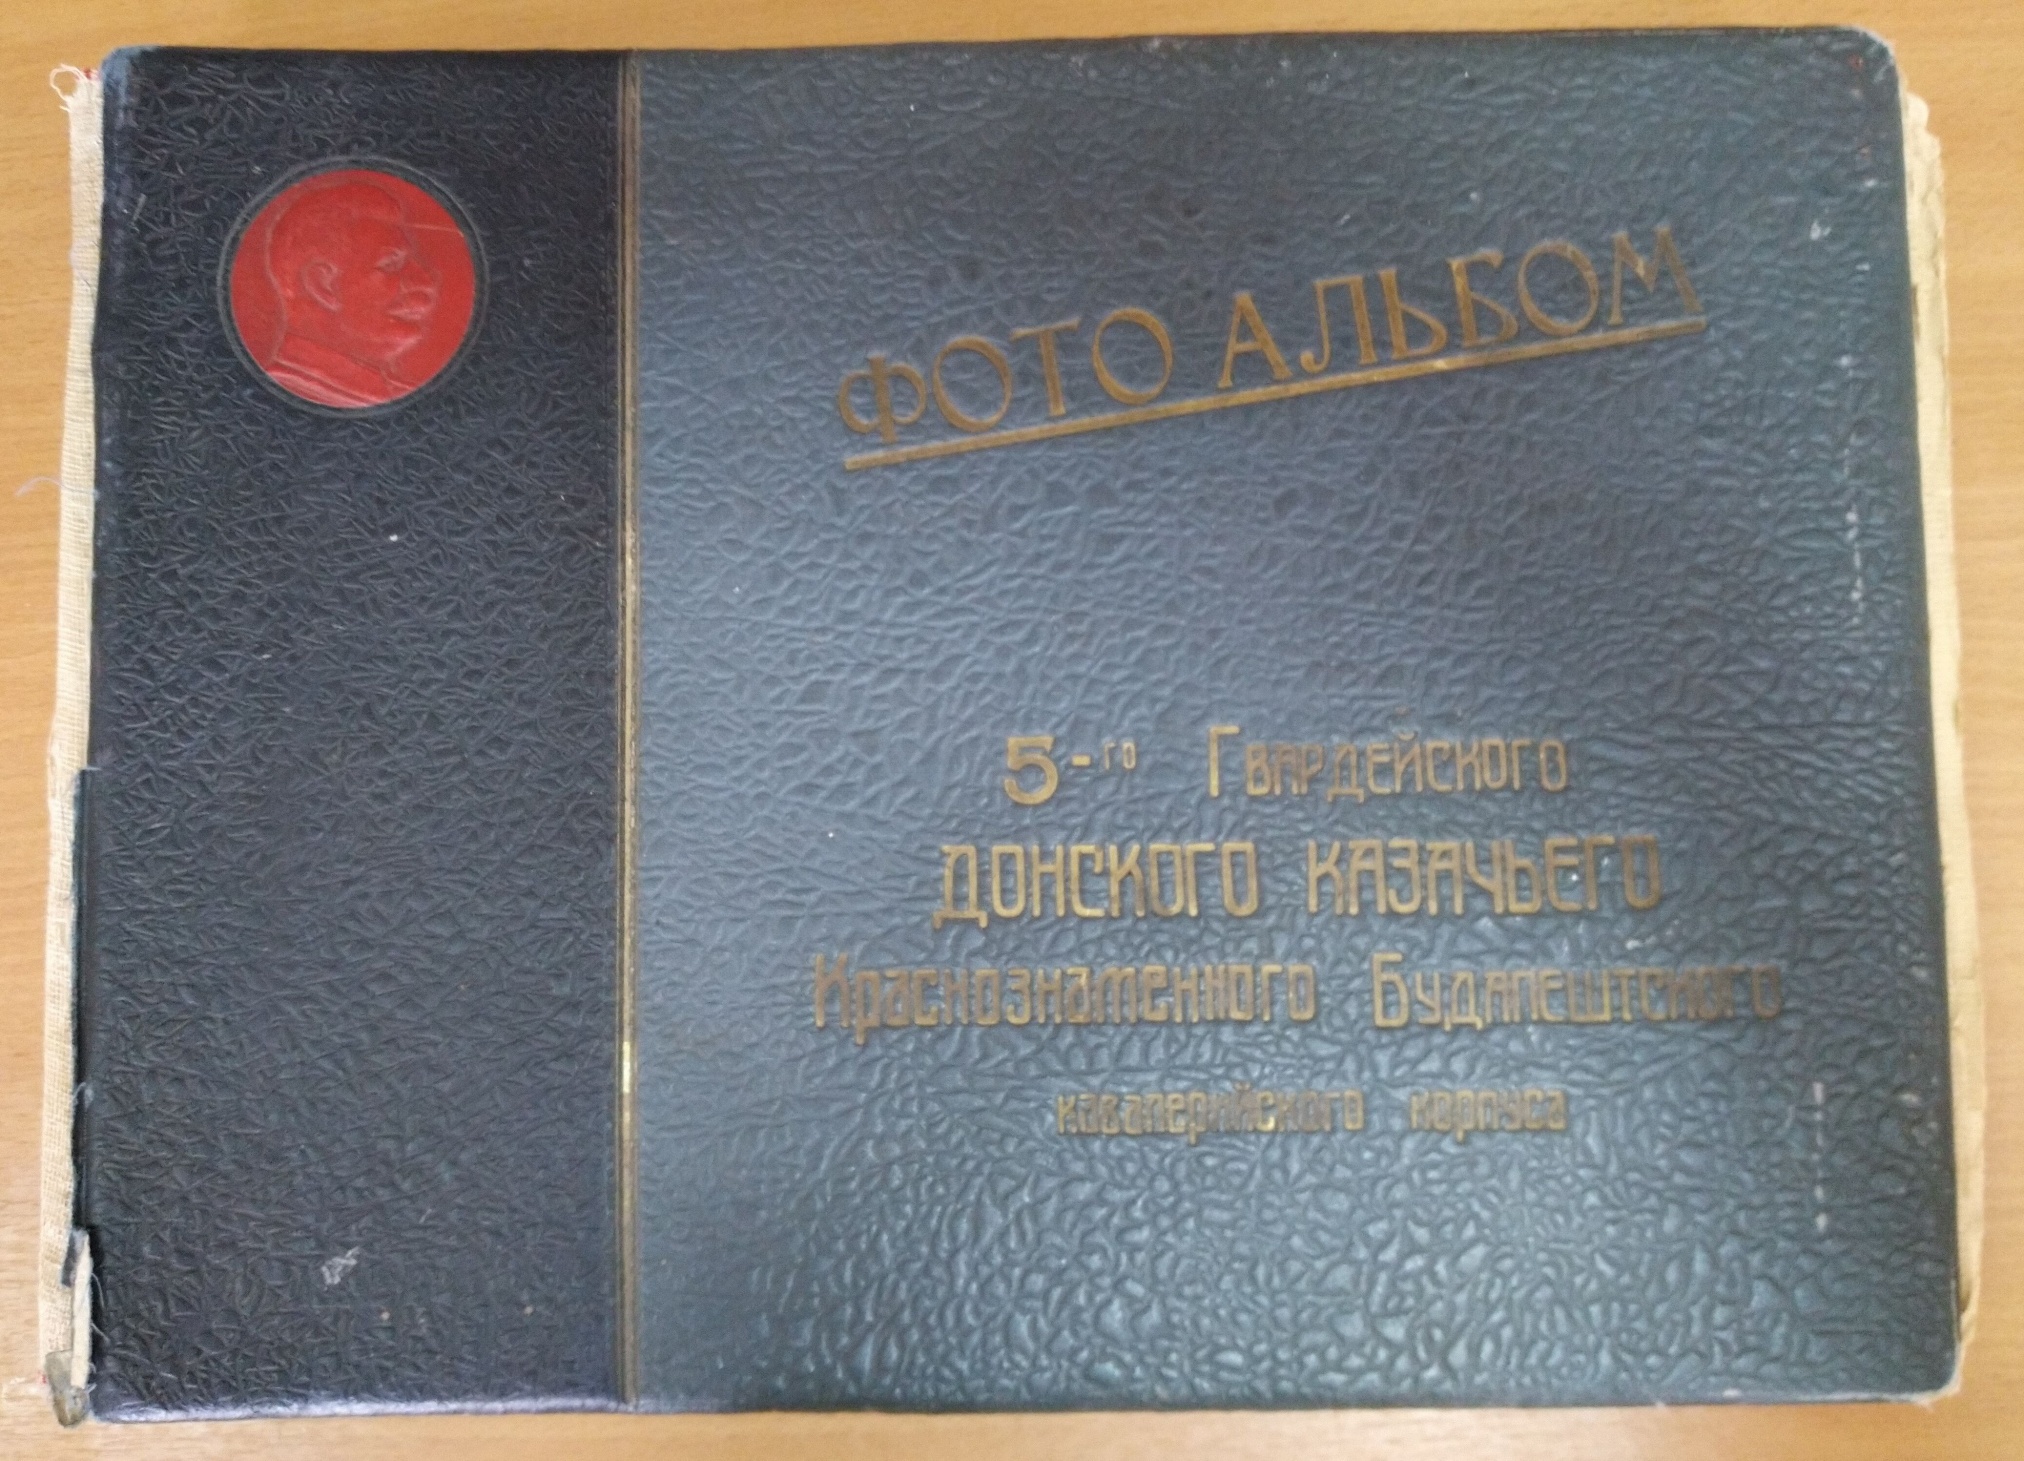 ФОТО АЛЬБОМ
5-го Гвардейского
ДОНСКОГО КАЗАЧЬЕГО
Краснознаменного Будапештского
кавалерийского корпуса